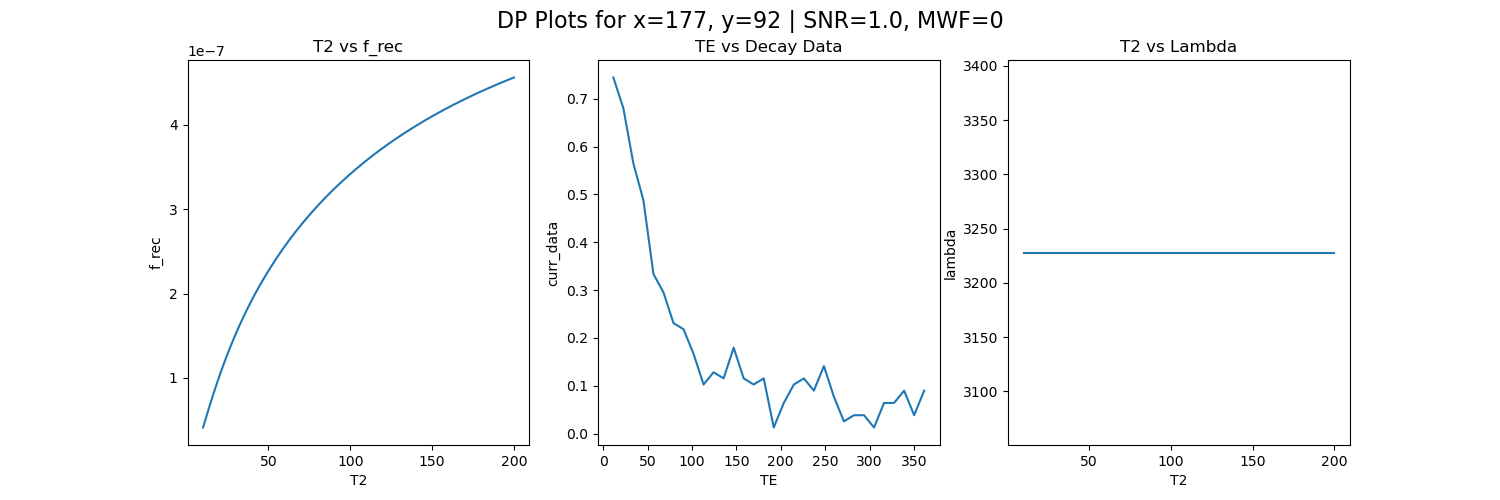 DP Plots for x=177, y=92 | SNR=1.0, MWF=0
T2 vs f_rec
1e−7
f_rec
4
3
2
1
50 100 150 200
T2
TE vs Decay Data
curr_data
0.7
0.6
0.5
0.4
0.3
0.2
0.1
0.0
0 50 100 150 200 250 300 350
TE
T2 vs Lambda
lambda
3400
3350
3300
3250
3200
3150
3100
50 100 150 200
T2